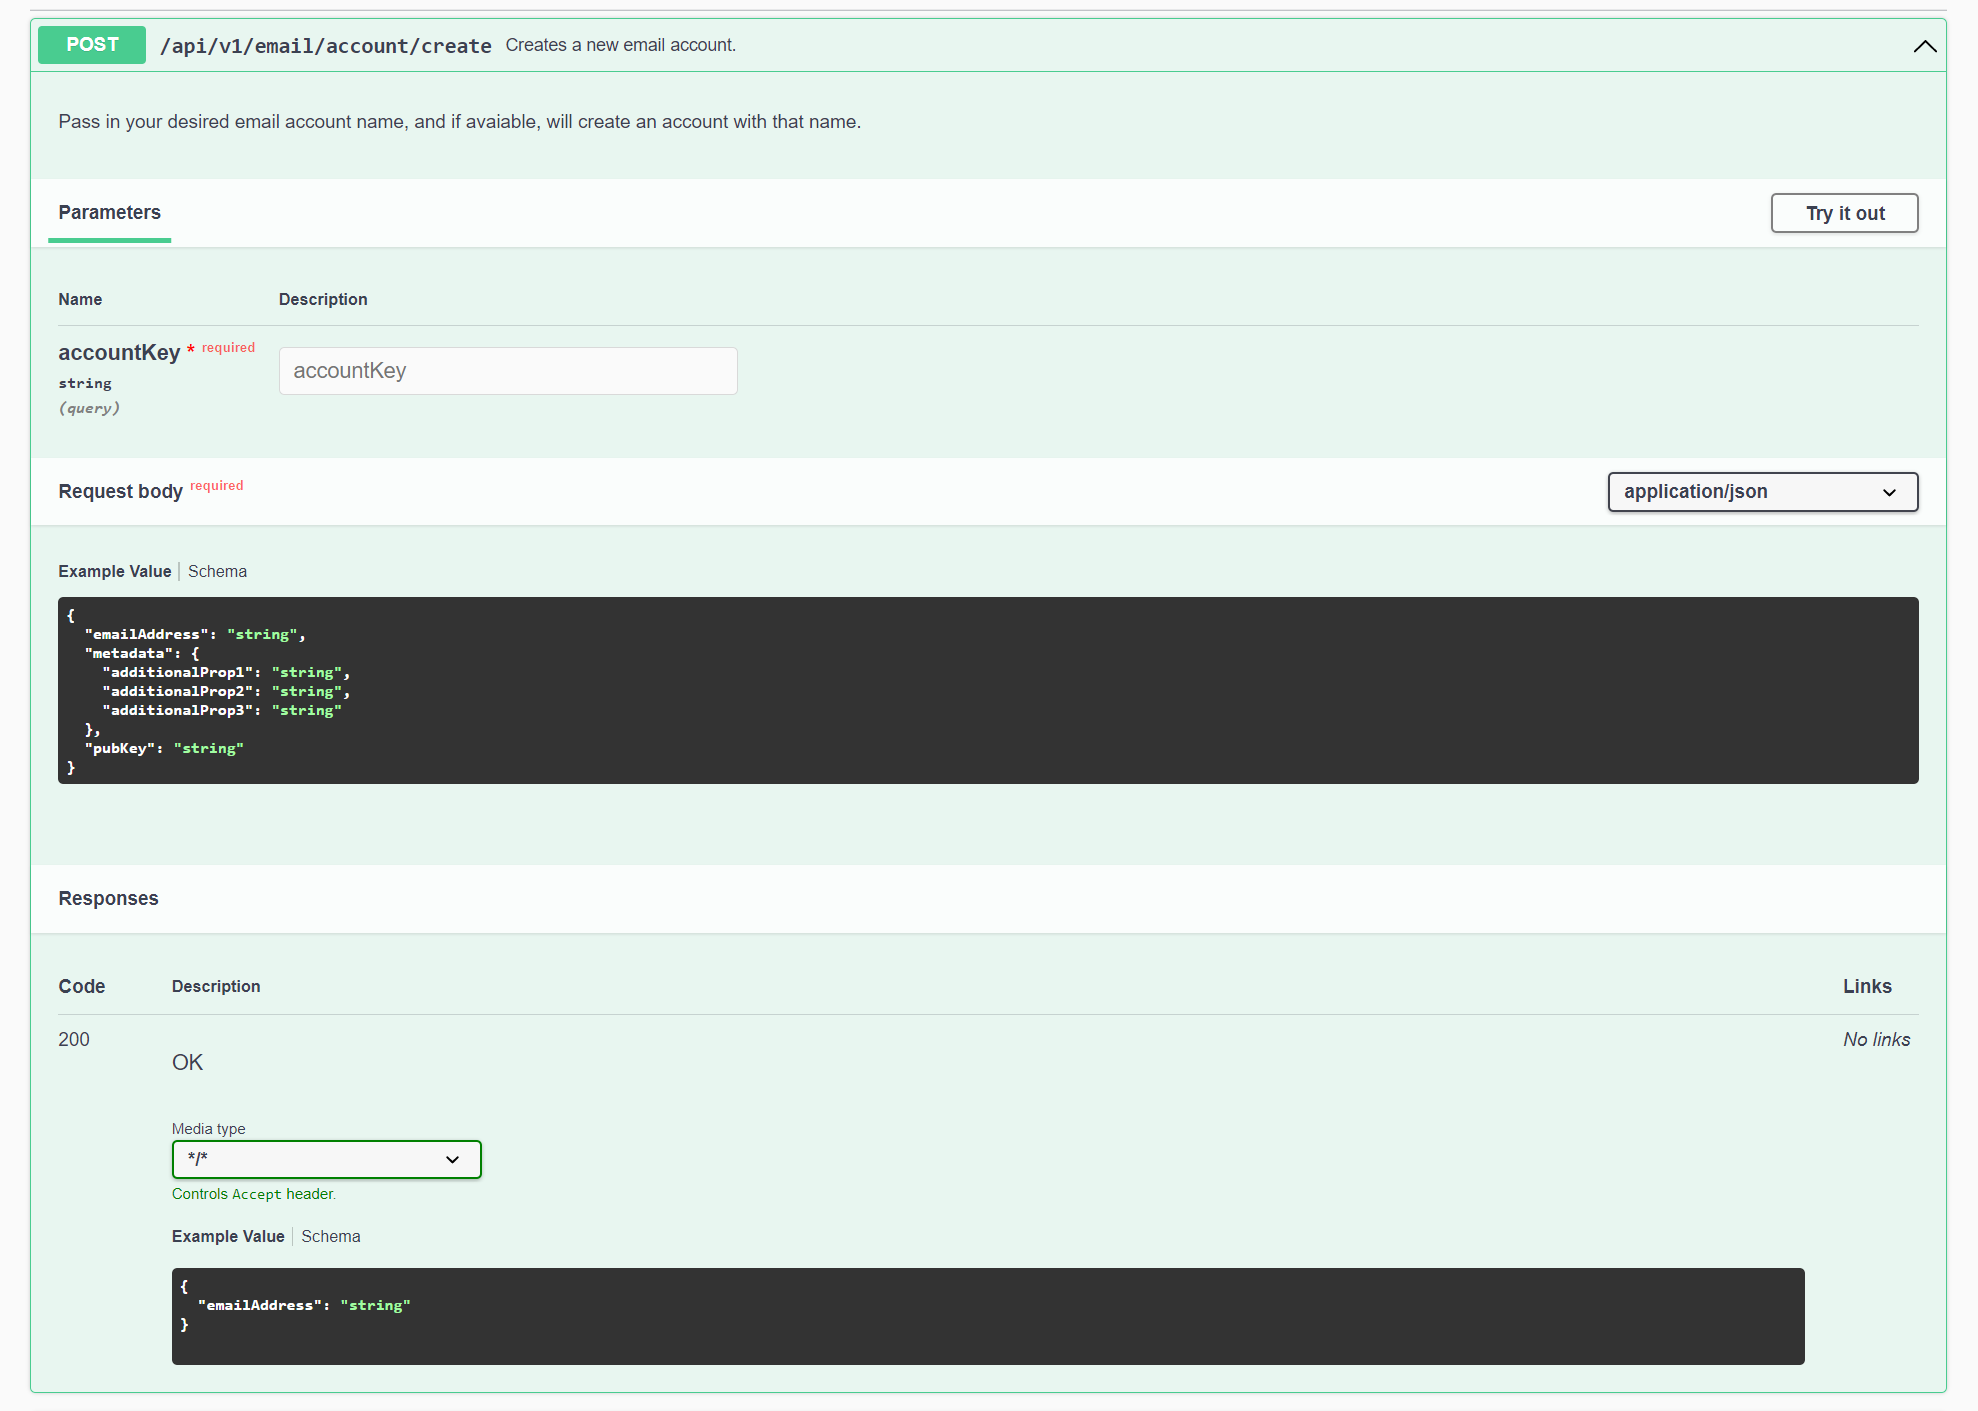 POST /api/v1/email/account/create Creates a new email account.
Pass in your desired email account name, and if avaiable, will create an account with that name.
Parameters
Try it out
Name Description
accountKey * required
accountKey
string
(query)
Request body required
application/json
Example Value Schema
{
"emailAddress": "string",
"metadata": {
"additionalProp1": "string",
"additionalProp2": "string",
"additionalProp3": "string"
},
"pubKey": "string"
}
Responses
Code Description Links
200 No links
OK
Media type
*/*
Controls Accept header.
Example Value Schema
{
"emailAddress": "string"
}